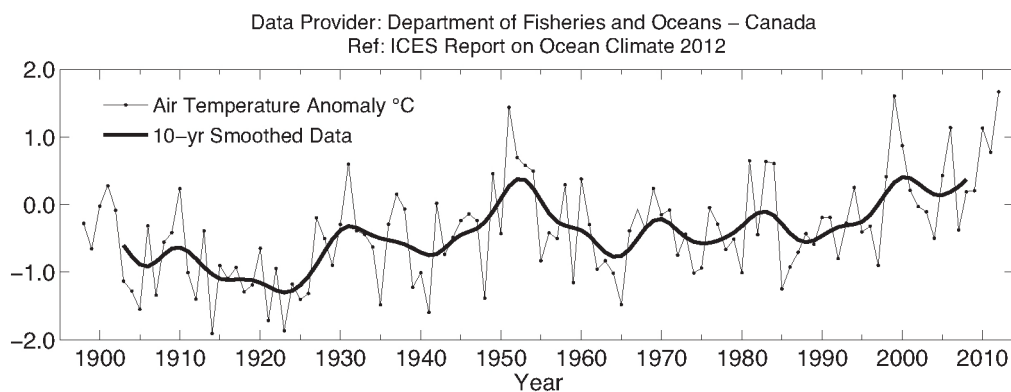 Data Provider: Department of Fisheries and Oceans – Canada
Ref: ICES Report on Ocean Climate 2012
2.0
Air Temperature Anomaly °C
1.0
10–yr Smoothed Data
0.0
−1.0
−2.0
1900 1910 1920 1930 1940 1950 1960 1970 1980 1990 2000 2010
Year